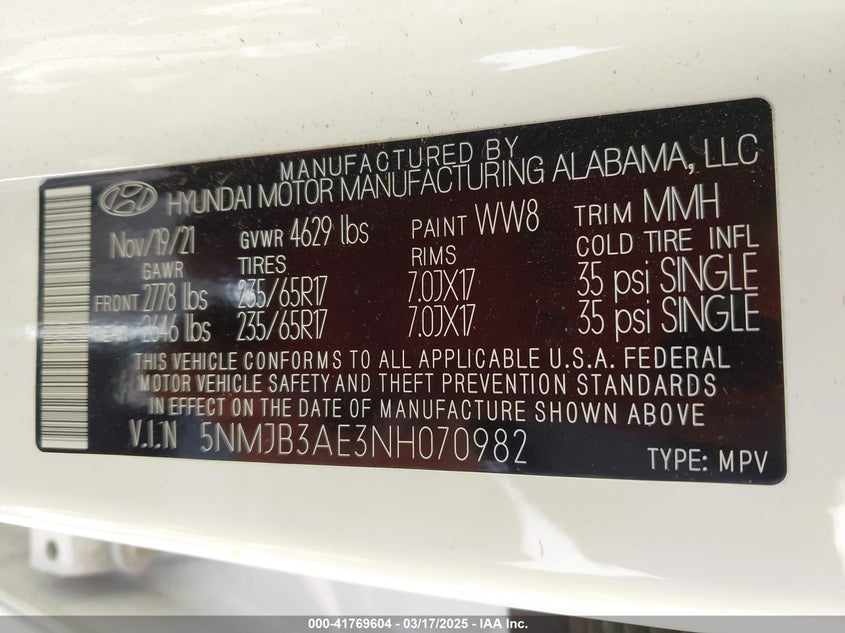 MANUFACTURED BY
HYUNDAI MOTOR MANUFACTURING ALABAMA, LLC
Nov/19/21 GVWR 4629 lbs PAINT WW8 TRIM MMH
GAWR TIRES RIMS COLD TIRE INFL
FRONT 2778 lbs 235/65R17 7.0JX17 35 psi SINGLE
REAR 2646 lbs 235/65R17 7.0JX17 35 psi SINGLE
THIS VEHICLE CONFORMS TO ALL APPLICABLE U.S.A. FEDERAL
MOTOR VEHICLE SAFETY AND THEFT PREVENTION STANDARDS
IN EFFECT ON THE DATE OF MANUFACTURE SHOWN ABOVE
V.I.N 5NMJB3AE3NH070982 TYPE: MPV
000-41769604 — 03/17/2025 — IAA Inc.